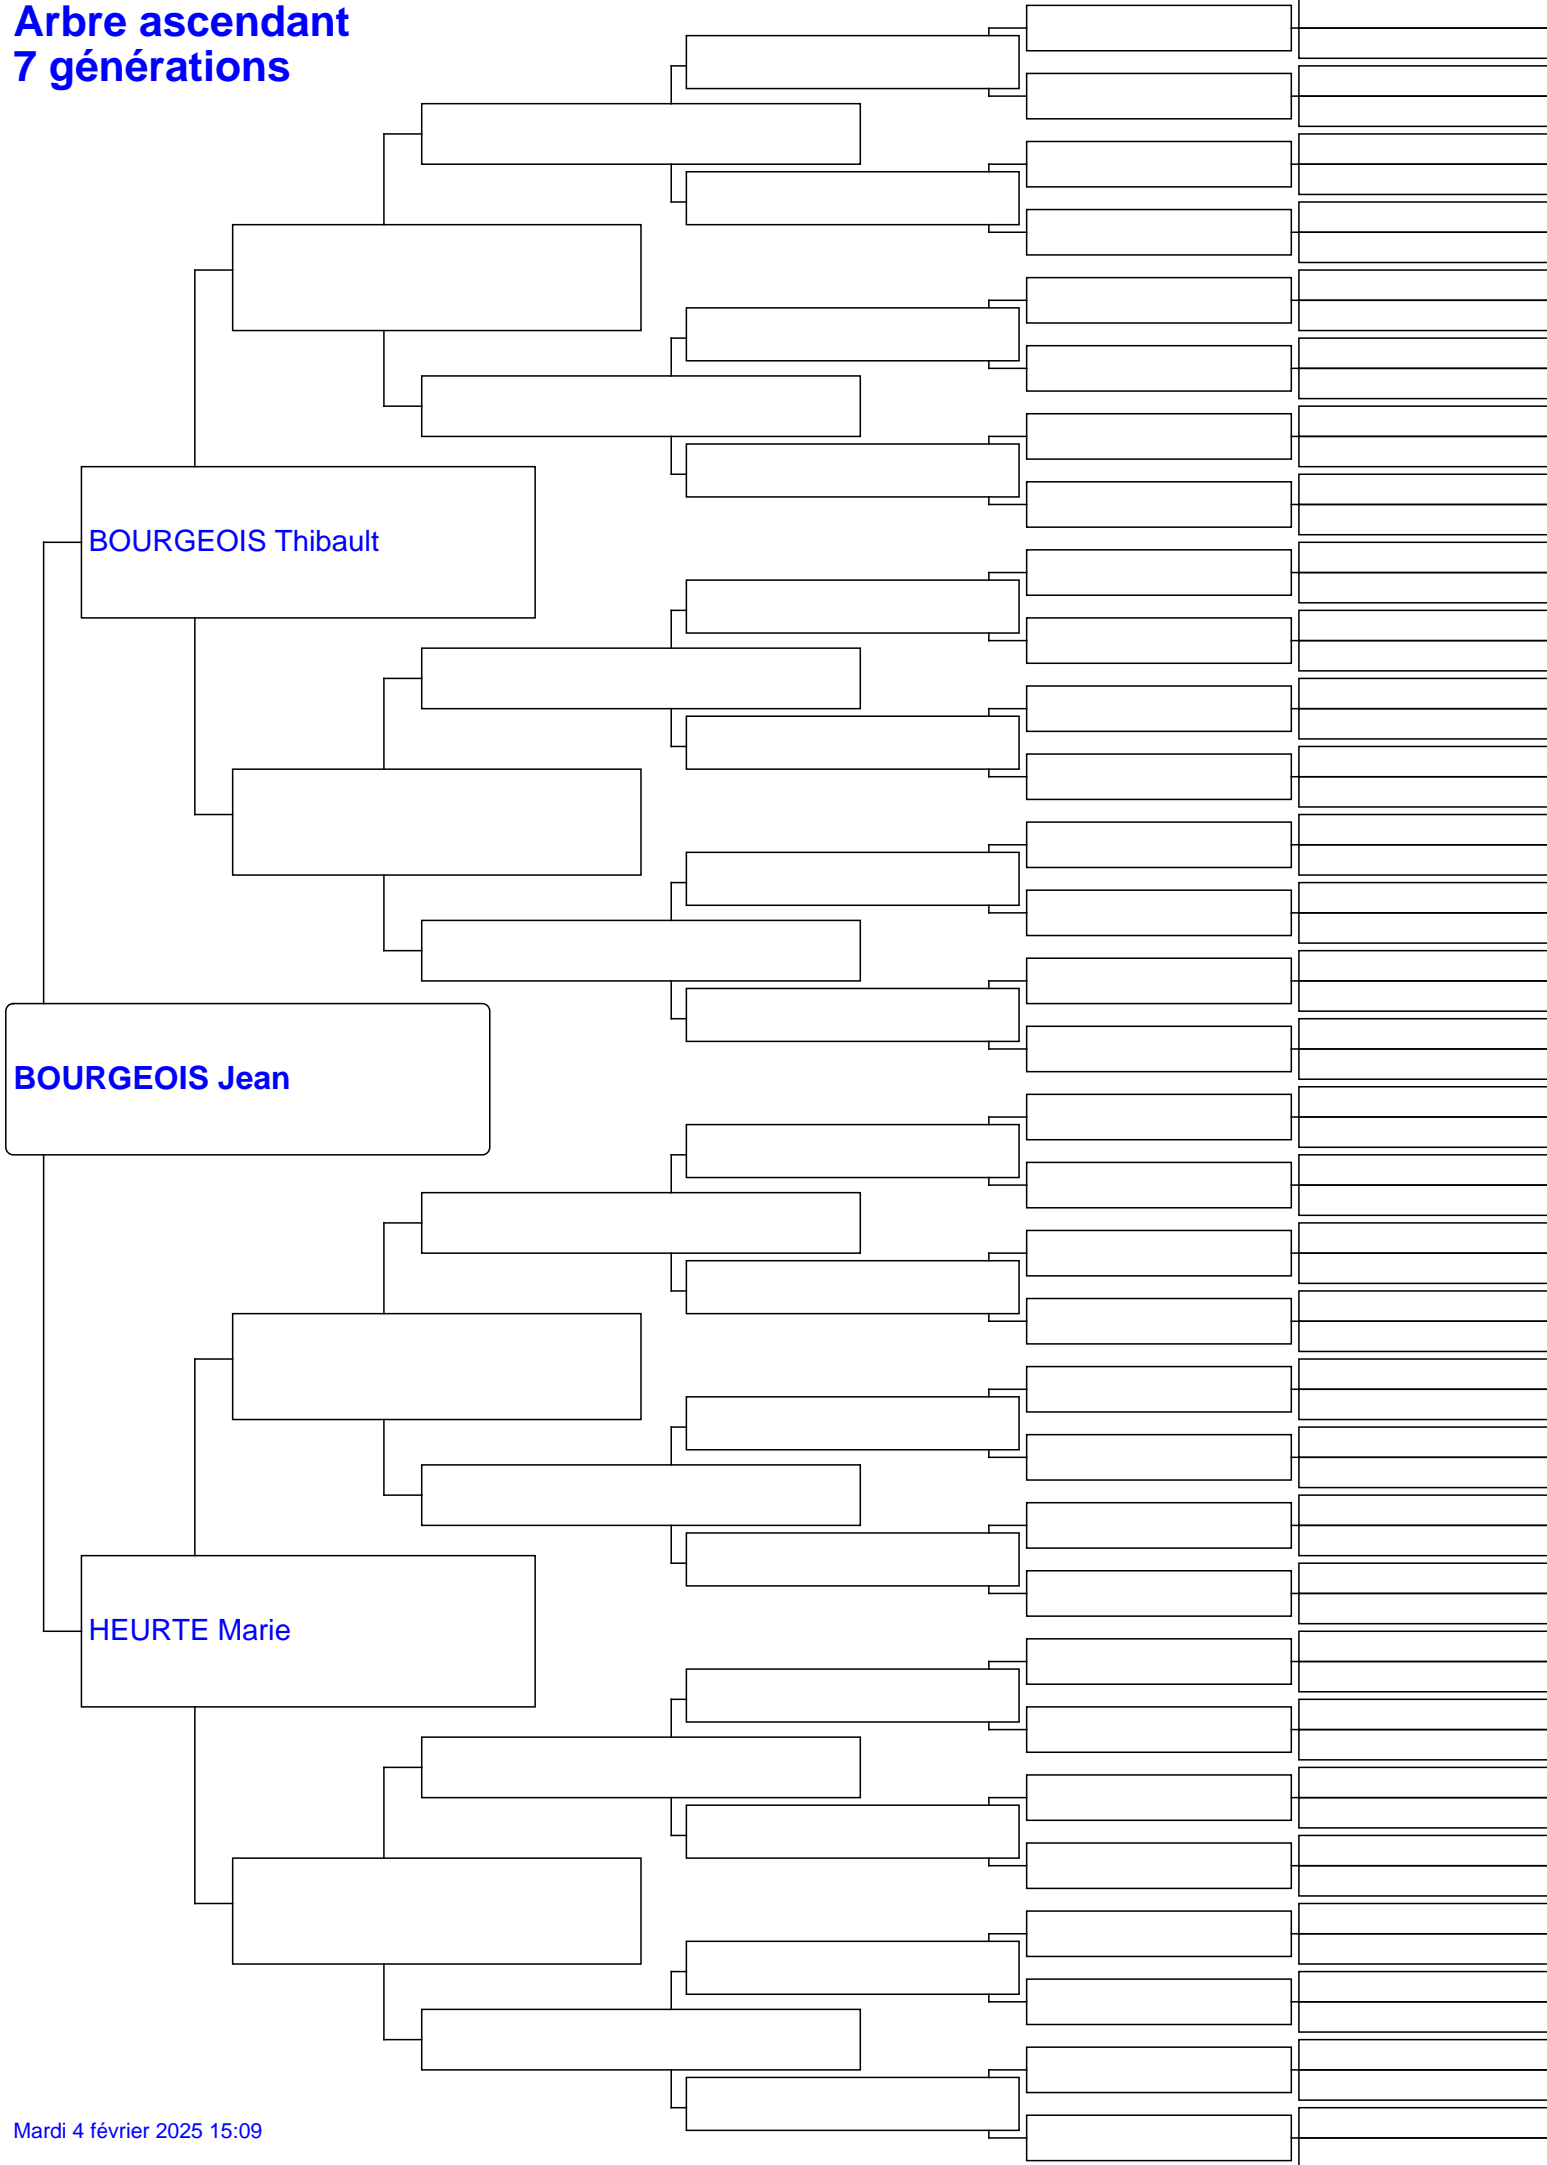 Arbre ascendant
7 générations
BOURGEOIS Thibault
BOURGEOIS Jean
HEURTE Marie
Mardi 4 février 2025 15:09